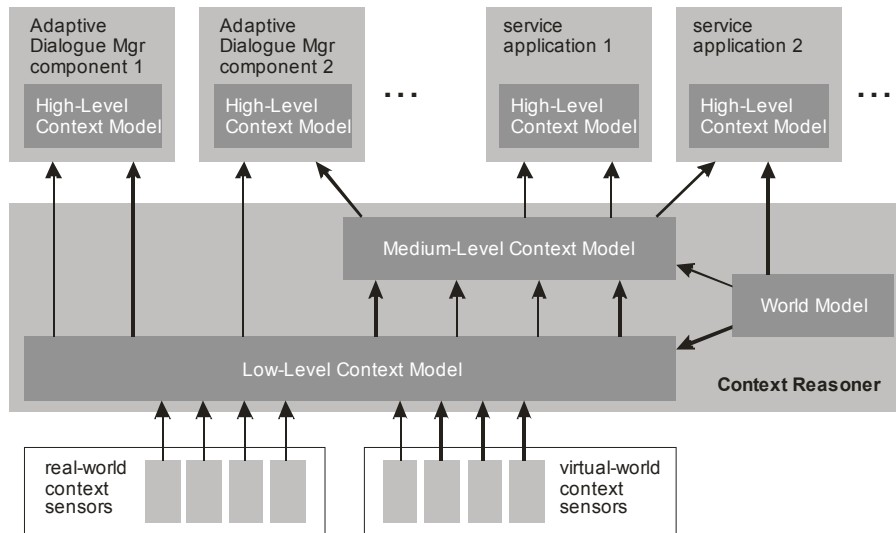 Adaptive
Dialogue Mgr
component 1
High-Level
Context Model
Adaptive
Dialogue Mgr
component 2
High-Level
Context Model
...
service
application 1
High-Level
Context Model
service
application 2
High-Level
Context Model
...
Medium-Level Context Model
World Model
Low-Level Context Model
Context Reasoner
real-world
context
sensors
virtual-world
context
sensors